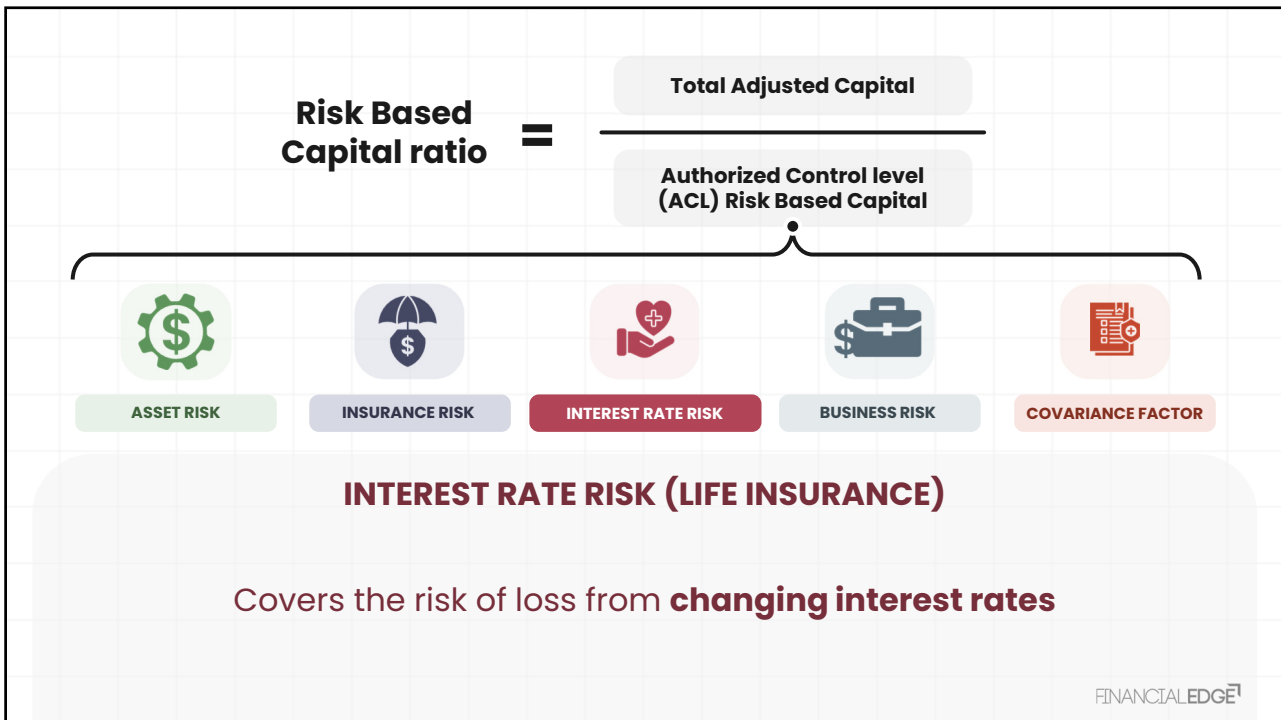 Risk Based
Capital ratio
=
Total Adjusted Capital
Authorized Control level
(ACL) Risk Based Capital
$
$
$
ASSET RISK
INSURANCE RISK
INTEREST RATE RISK
BUSINESS RISK
COVARIANCE FACTOR
INTEREST RATE RISK (LIFE INSURANCE)
Covers the risk of loss from changing interest rates
FINANCIALEDGE